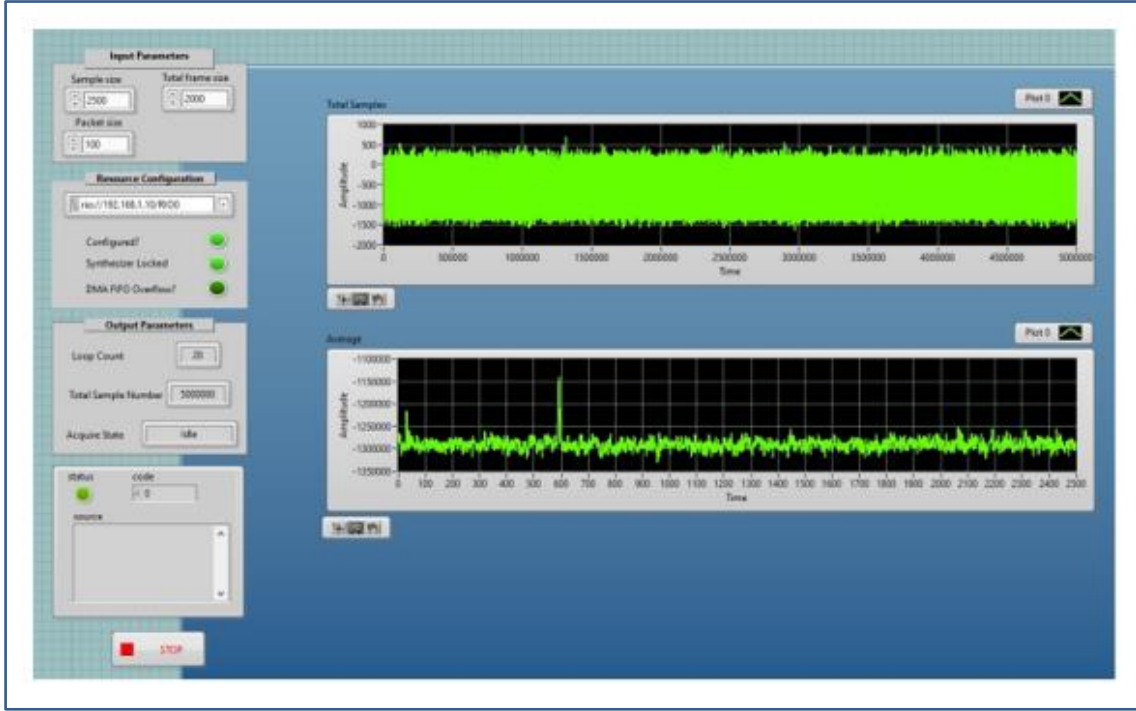 Input Parameters
Sample size
Total frame size
2500
2000
Packet size
100
Resource Configuration
rio://192.168.1.10/RIO0
Configured?
Synthesizer Locked
DMA FIFO Overflow?
Output Parameters
Loop Count
20
Total Sample Number
5000000
Acquire State
Idle
status
code
0
source
STOP
Total Samples
Plot 0
Amplitude
1000
500
0
-500
-1000
-1500
-2000
0 500000 1000000 1500000 2000000 2500000 3000000 3500000 4000000 4500000 5000000
Time
Average
Plot 0
Amplitude
-1100000
-1150000
-1200000
-1250000
-1300000
-1350000
0 100 200 300 400 500 600 700 800 900 1000 1100 1200 1300 1400 1500 1600 1700 1800 1900 2000 2100 2200 2300 2400 2500
Time